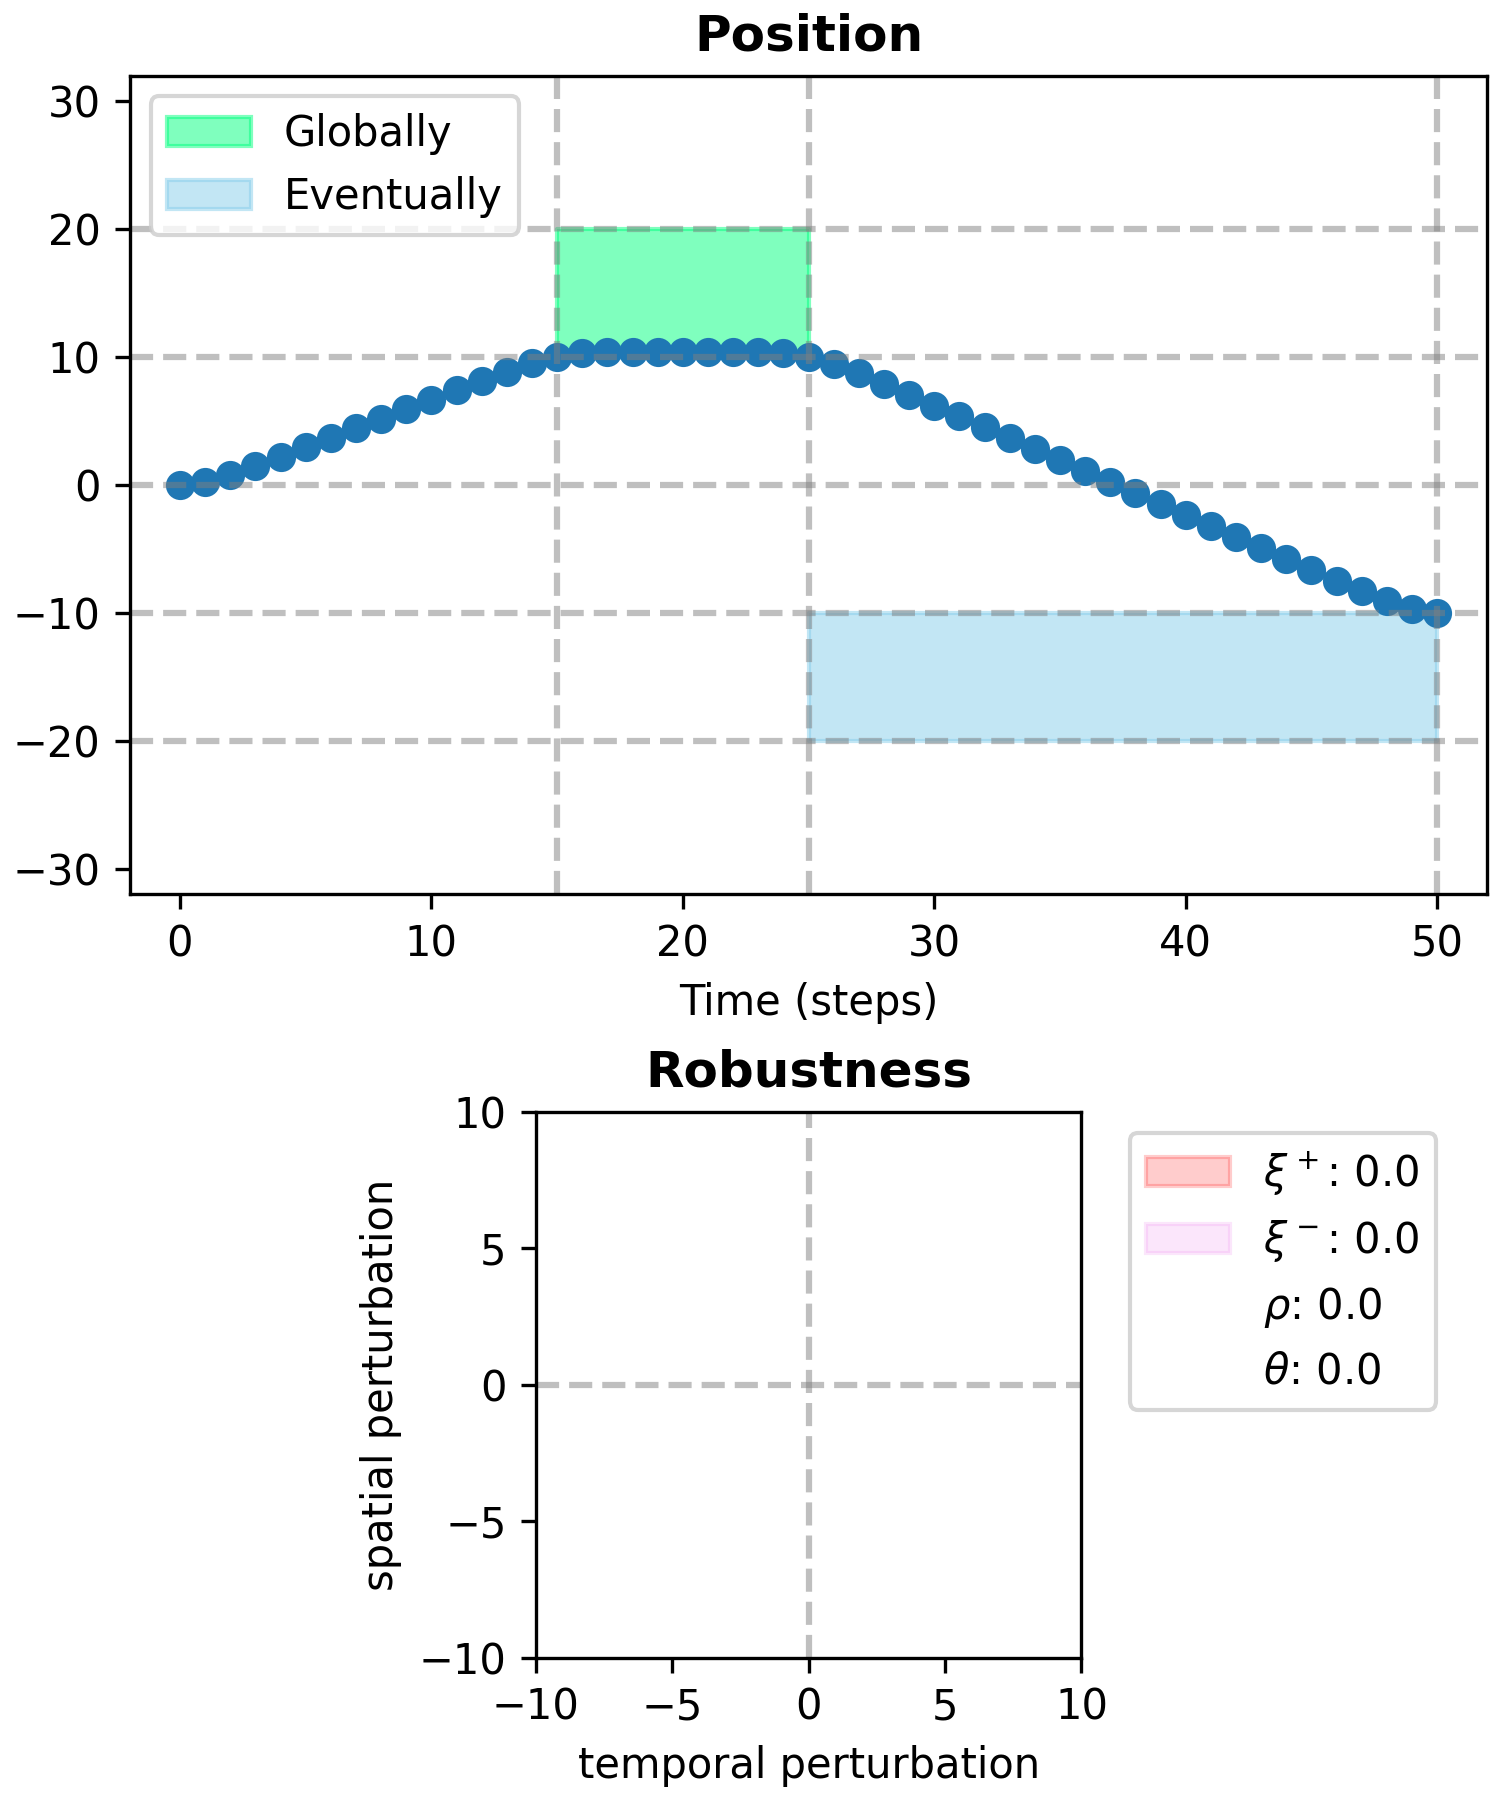 Position
30
20
10
0
−10
−20
−30
Globally
Eventually
0 10 20 30 40 50
Time (steps)
Robustness
10
5
0
−5
−10
spatial perturbation
−10 −5 0 5 10
temporal perturbation
ξ⁺: 0.0
ξ⁻: 0.0
ρ: 0.0
θ: 0.0